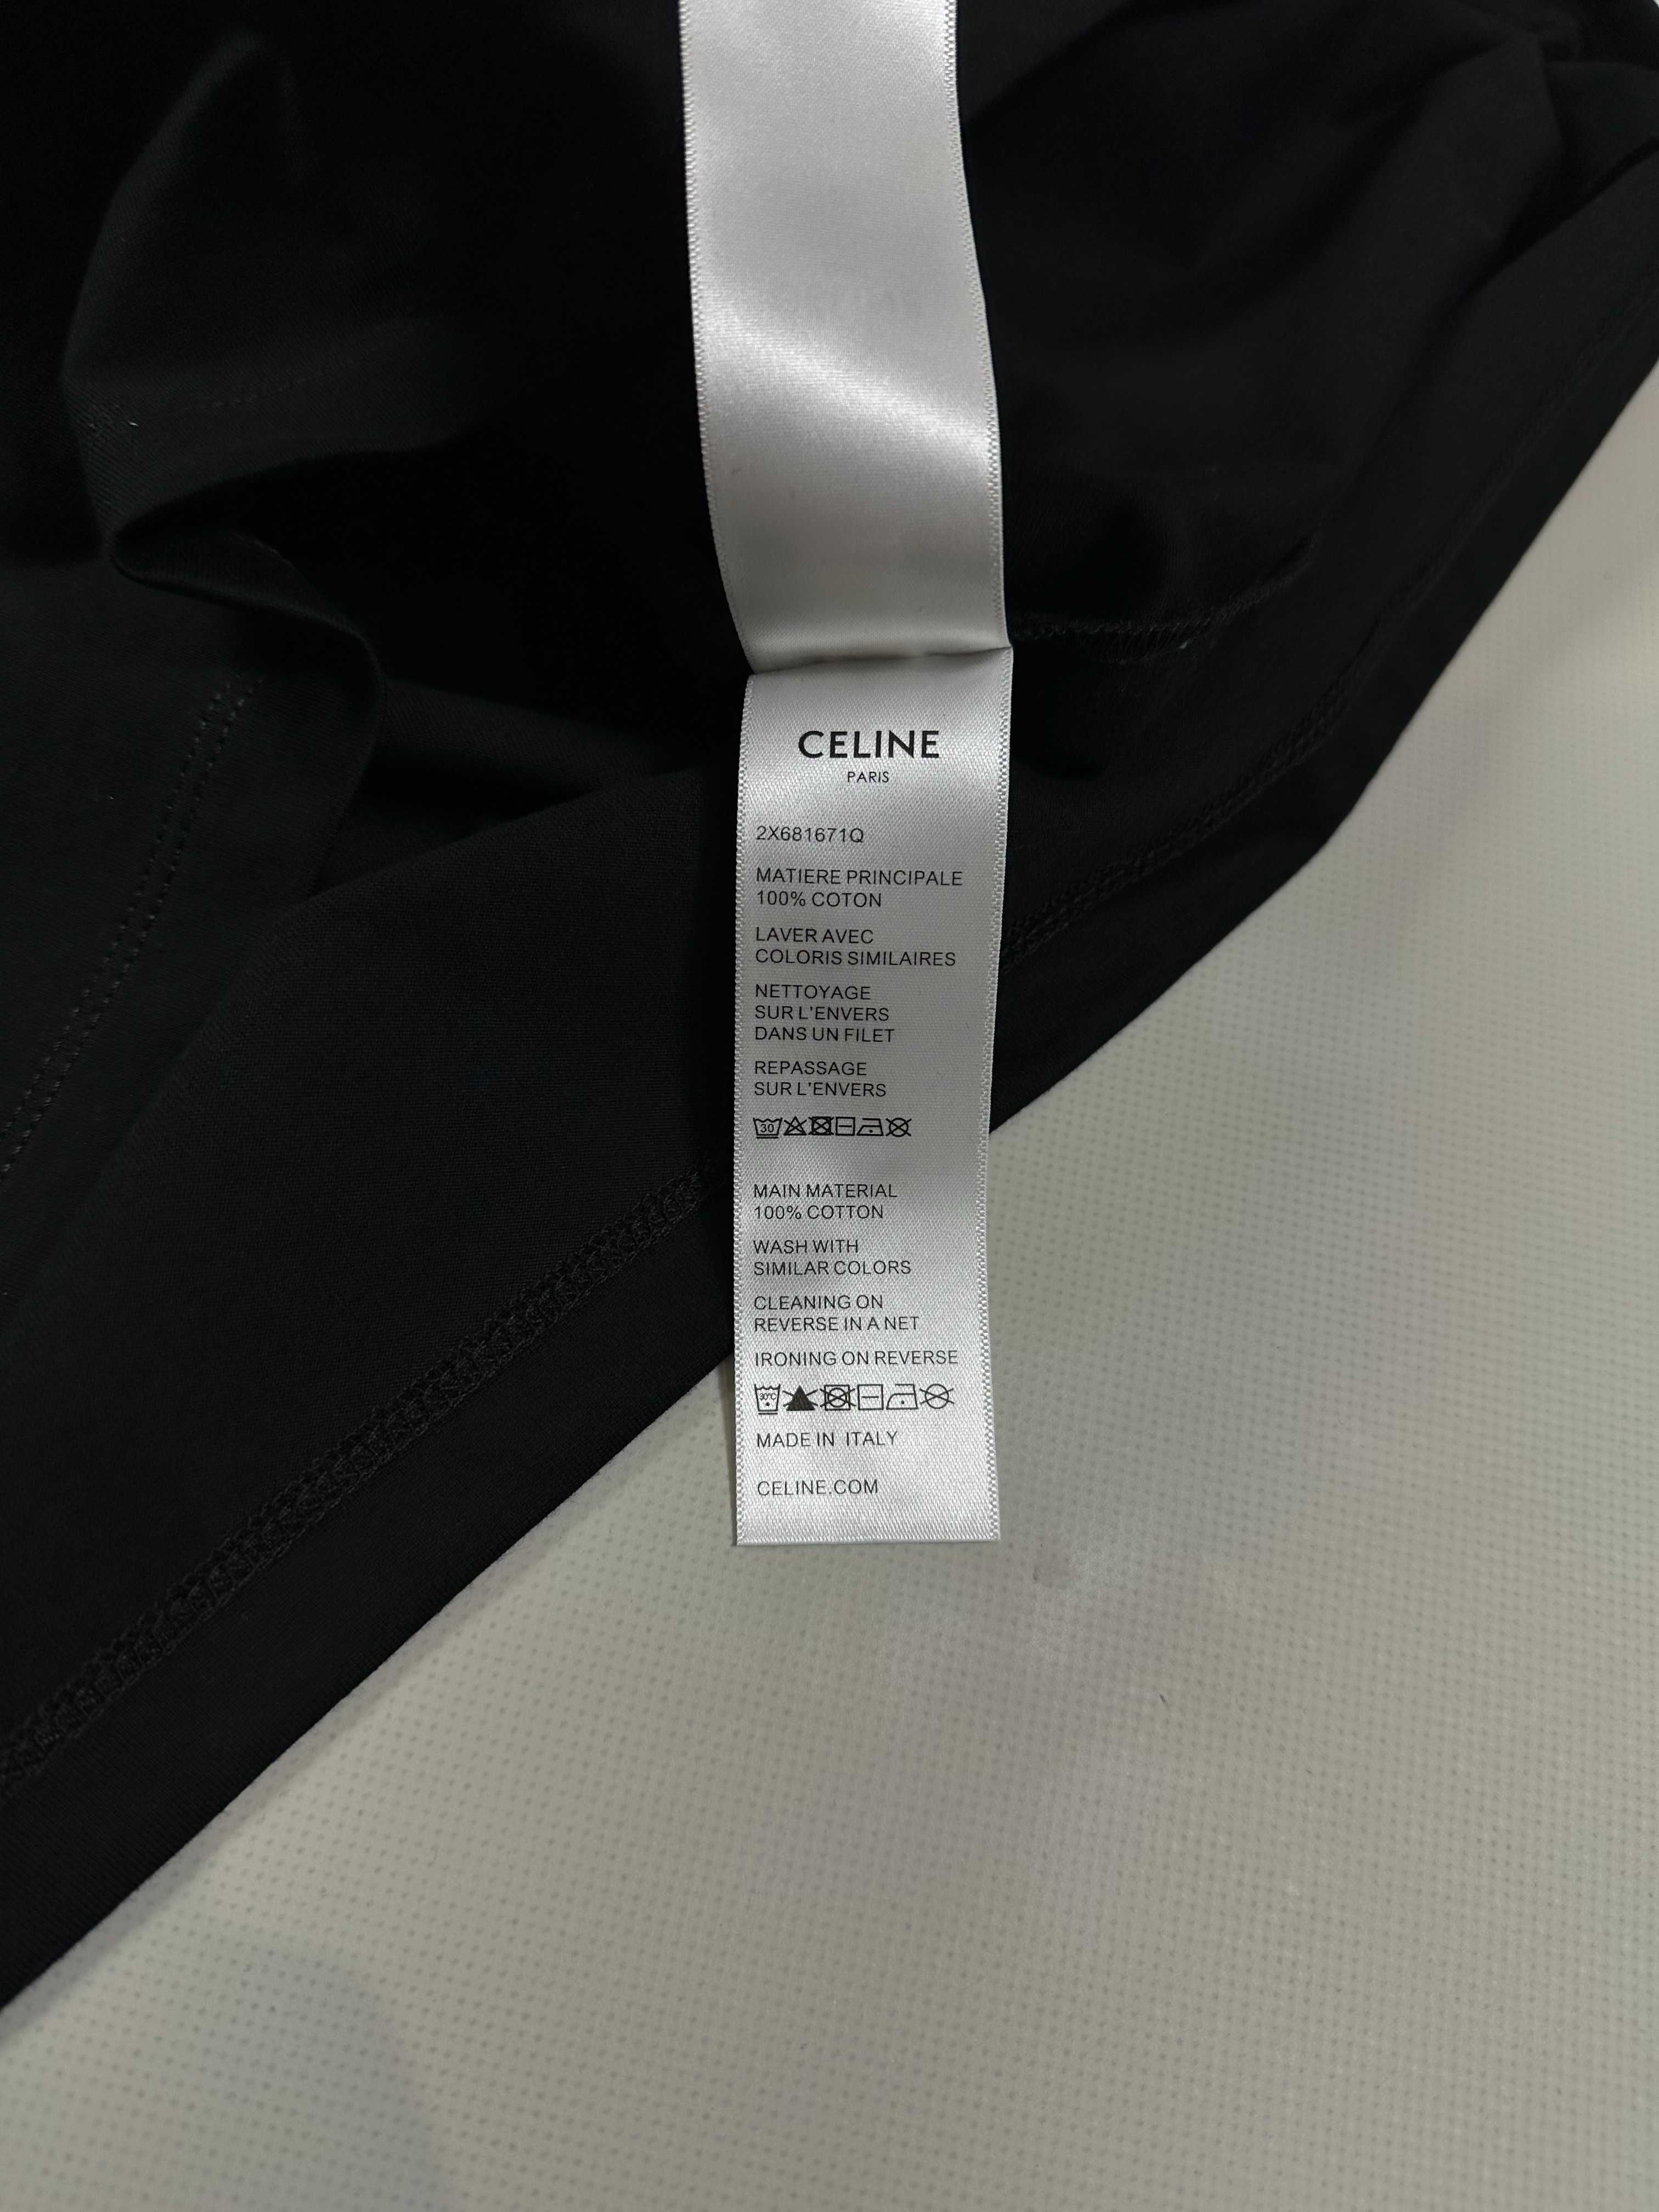 CELINE
PARIS
2X681671Q
MATIERE PRINCIPALE
100% COTON
LAVER AVEC
COLORIS SIMILAIRES
NETTOYAGE
SUR L'ENVERS
DANS UN FILET
REPASSAGE
SUR L'ENVERS
30
MAIN MATERIAL
100% COTTON
WASH WITH
SIMILAR COLORS
CLEANING ON
REVERSE IN A NET
IRONING ON REVERSE
30°C
MADE IN ITALY
CELINE.COM